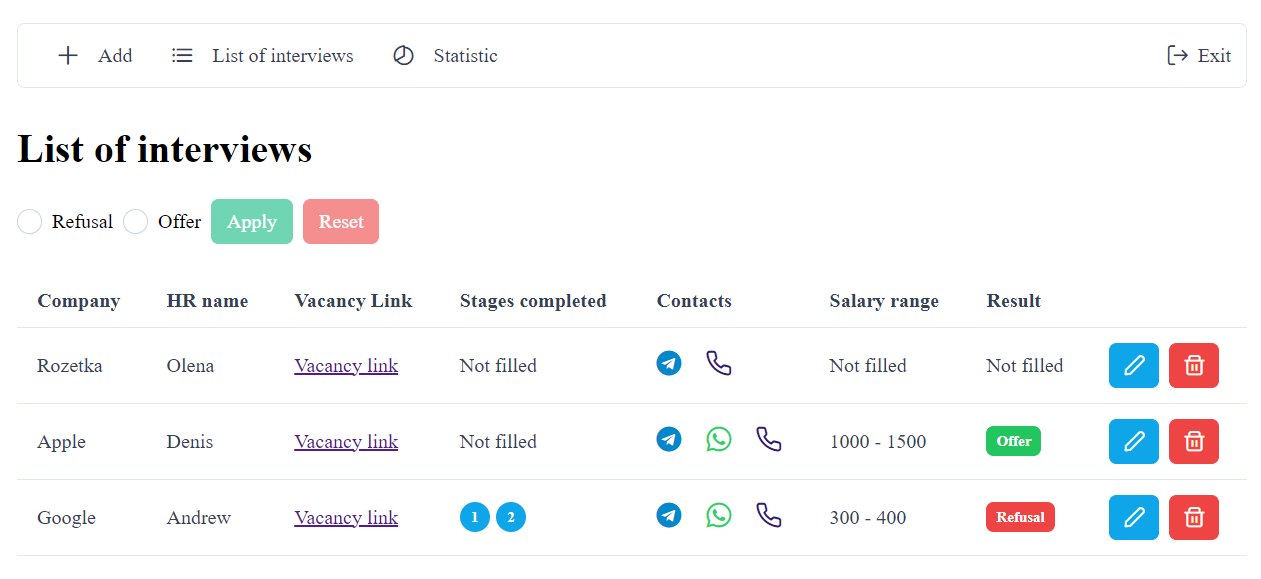 Add List of interviews Statistic Exit
List of interviews
Refusal Offer Apply Reset
Company HR name Vacancy Link Stages completed Contacts Salary range Result
Rozetka Olena Vacancy link Not filled Not filled Not filled
Apple Denis Vacancy link Not filled 1000 - 1500 Offer
Google Andrew Vacancy link 1 2 300 - 400 Refusal